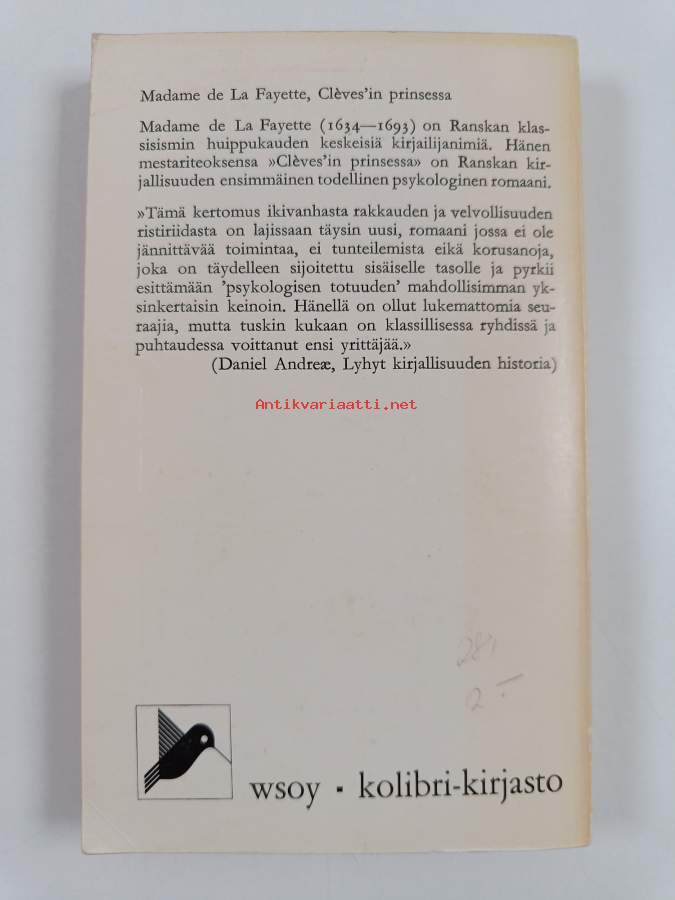 Madame de La Fayette, Clèves'in prinsessa
Madame de La Fayette (1634—1693) on Ranskan klas-
sisismin huippukauden keskeisiä kirjailijanimiä. Hänen
mestariteoksensa »Clèves'in prinsessa» on Ranskan kir-
jallisuuden ensimmäinen todellinen psykologinen romaani.
»Tämä kertomus ikivanhasta rakkauden ja velvollisuuden
ristiriidasta on lajissaan täysin uusi, romaani jossa ei ole
jännittävää toimintaa, ei tunteilemista eikä korusanoja,
joka on täydelleen sijoitettu sisäiselle tasolle ja pyrkii
esittämään 'psykologisen totuuden' mahdollisimman yk-
sinkertaisin keinoin. Hänellä on ollut lukemattomia seu-
raajia, mutta tuskin kukaan on klassillisessa ryhdissä ja
puhtaudessa voittanut ensi yrittäjää.»
(Daniel Andreæ, Lyhyt kirjallisuuden historia)
Antikvariaatti.net
wsoy ▪ kolibri-kirjasto